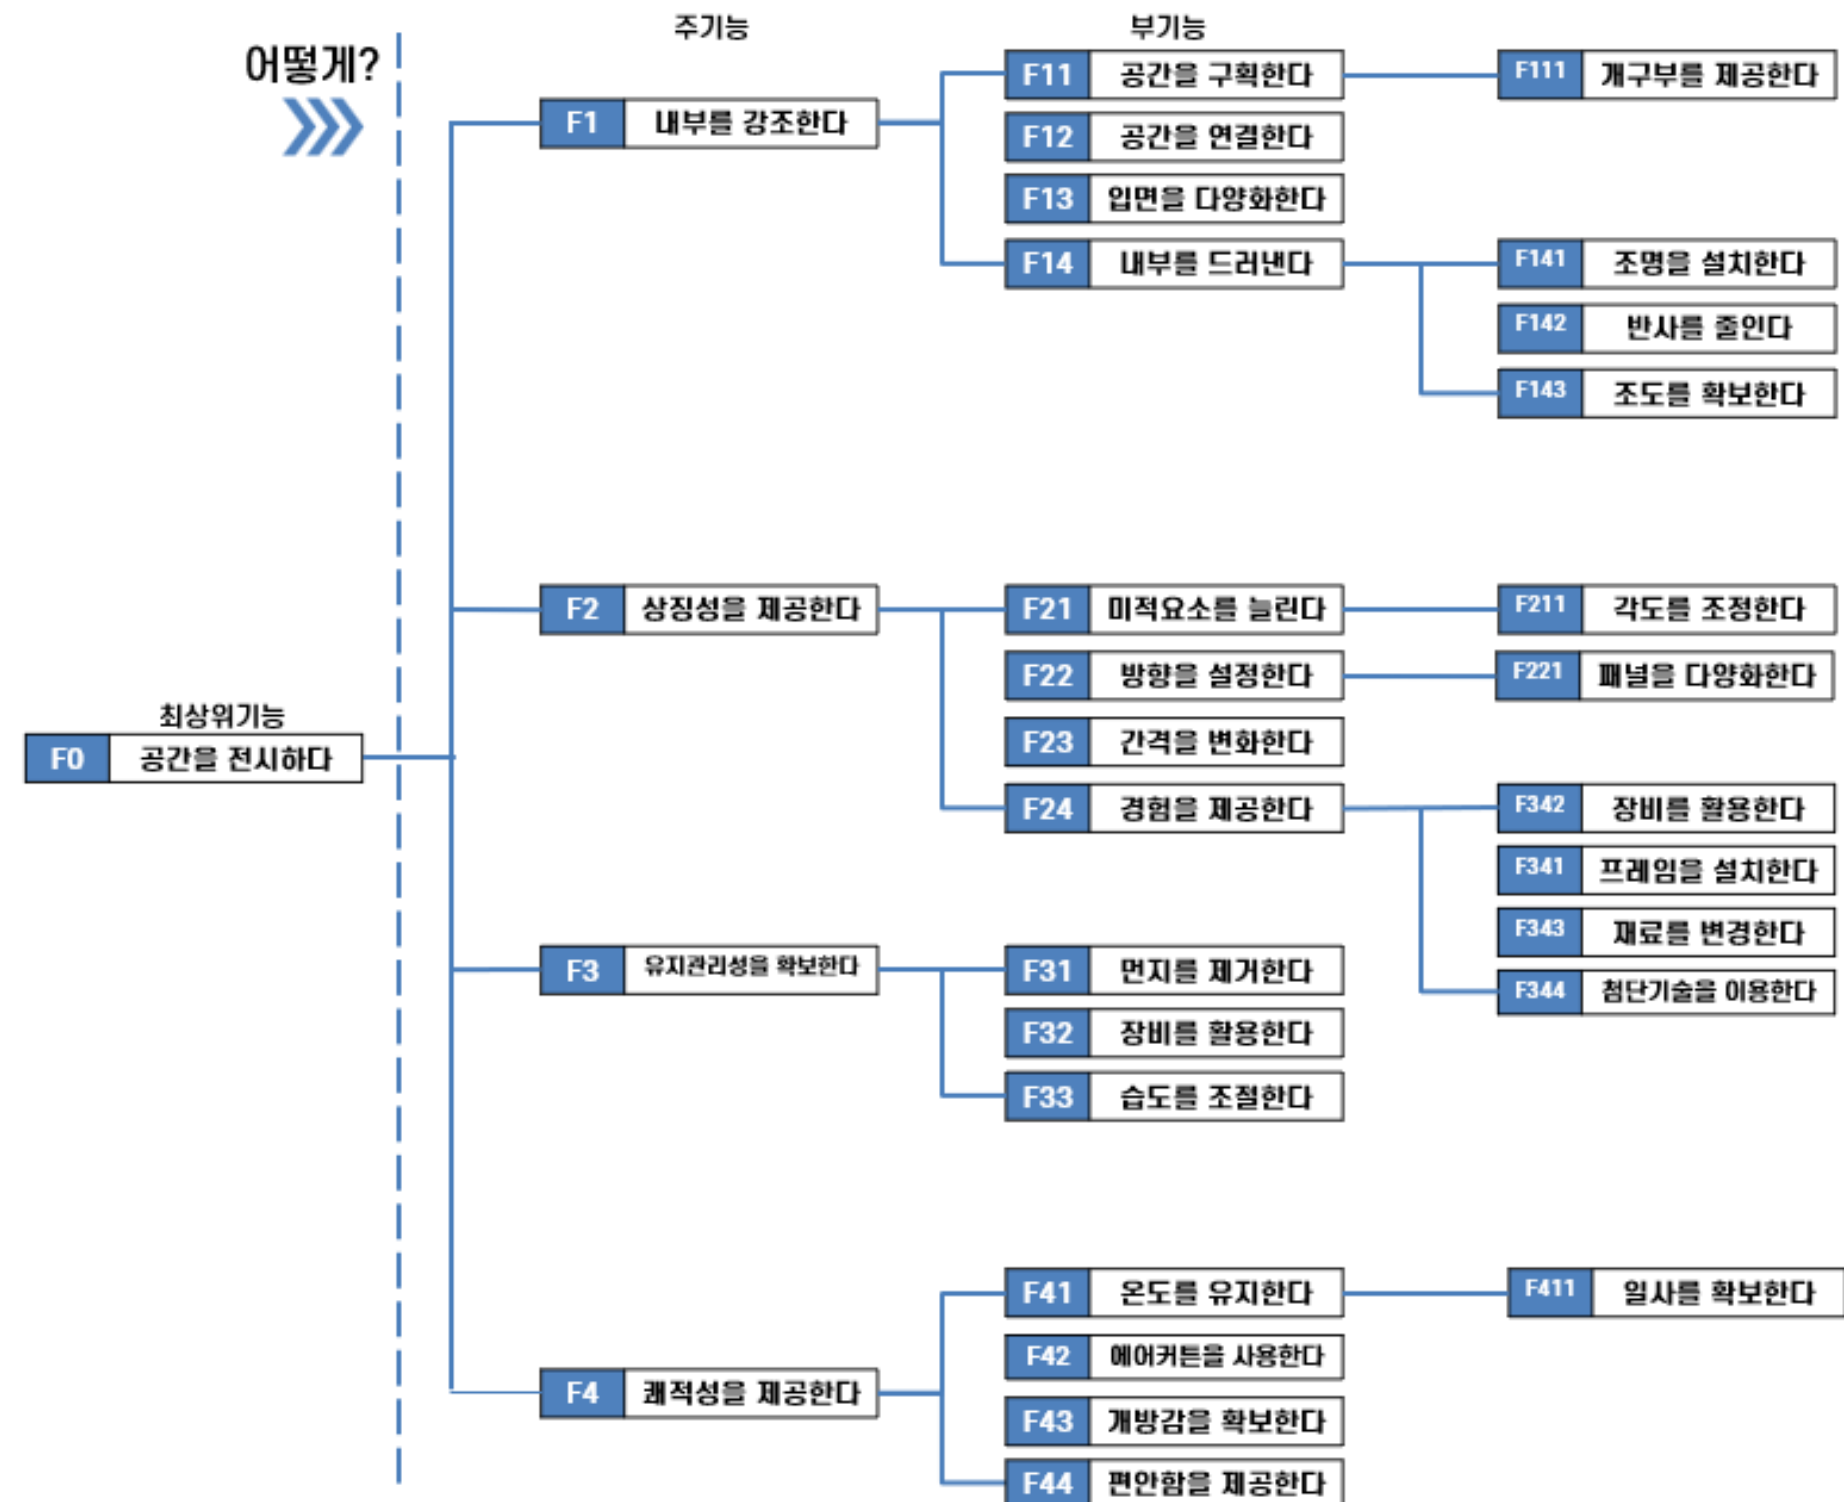 어떻게?
주기능
부기능
최상위기능
F0 공간을 전시하다
F1 내부를 강조한다
F11 공간을 구획한다
F111 개구부를 제공한다
F12 공간을 연결한다
F13 입면을 다양화한다
F14 내부를 드러낸다
F141 조명을 설치한다
F142 반사를 줄인다
F143 조도를 확보한다
F2 상징성을 제공한다
F21 미적요소를 늘린다
F211 각도를 조정한다
F22 방향을 설정한다
F221 패널을 다양화한다
F23 간격을 변화한다
F24 경험을 제공한다
F342 장비를 활용한다
F341 프레임을 설치한다
F343 재료를 변경한다
F344 첨단기술을 이용한다
F3 유지관리성을 확보한다
F31 먼지를 제거한다
F32 장비를 활용한다
F33 습도를 조절한다
F4 쾌적성을 제공한다
F41 온도를 유지한다
F411 일사를 확보한다
F42 에어커튼을 사용한다
F43 개방감을 확보한다
F44 편안함을 제공한다